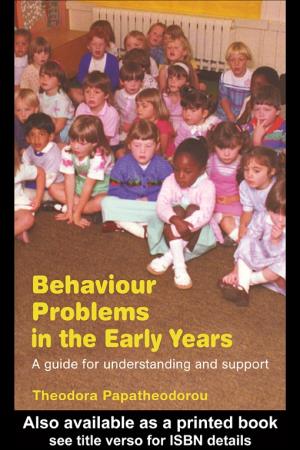 Behaviour
Problems
in the Early Years
A guide for understanding and support
Theodora Papatheodorou
Also available as a printed book
see title verso for ISBN details